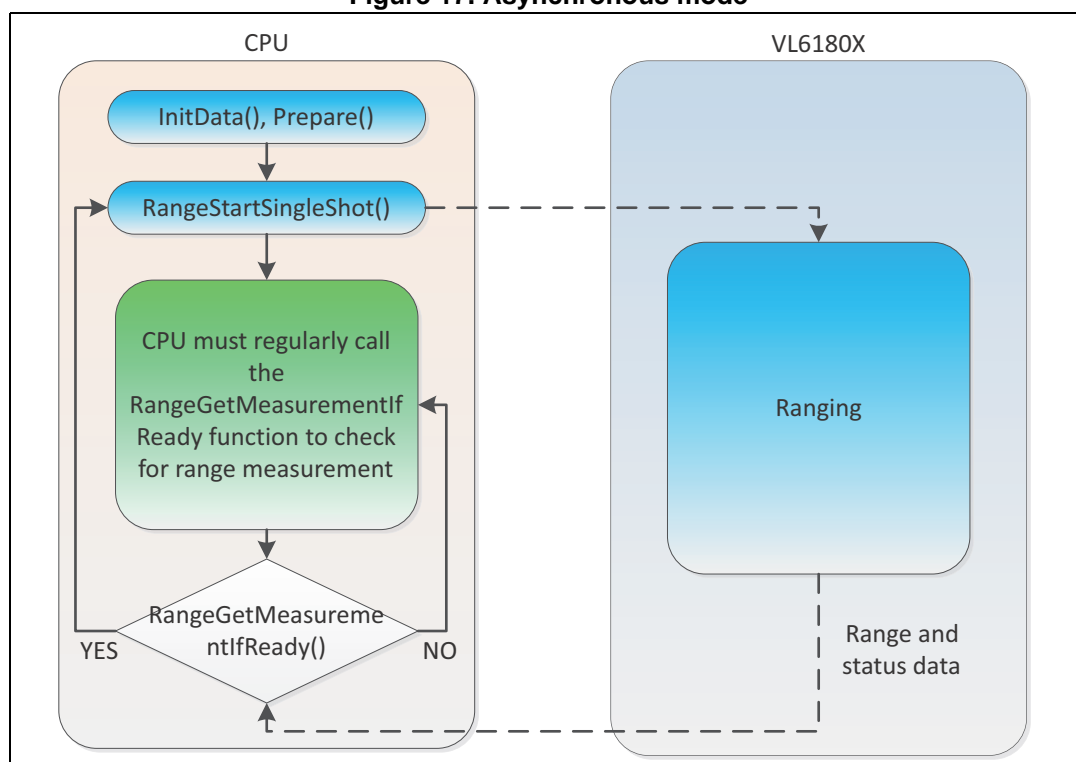 Figure 17. Asynchronous mode
CPU
VL6180X
InitData(), Prepare()
RangeStartSingleShot()
CPU must regularly call
the
RangeGetMeasurementIf
Ready function to check
for range measurement
Ranging
RangeGetMeasureme
ntIfReady()
YES
NO
Range and
status data